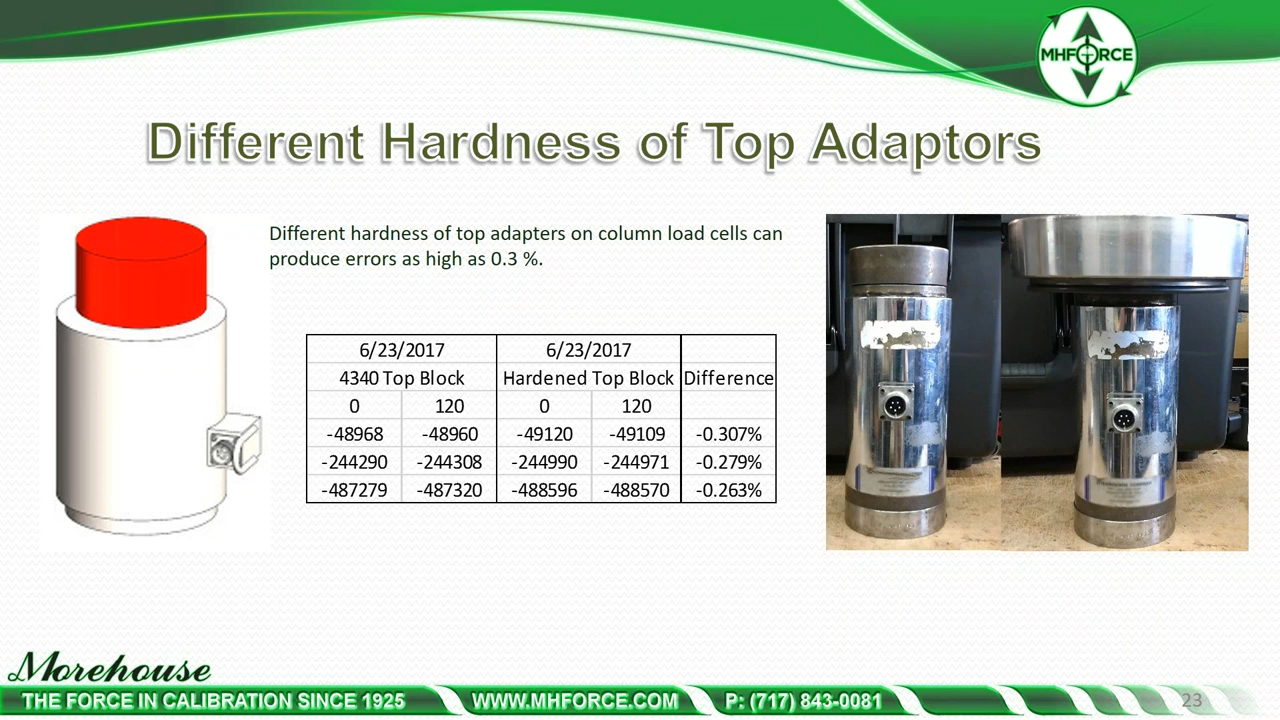 MHFORCE
Different Hardness of Top Adaptors
Different hardness of top adapters on column load cells can
produce errors as high as 0.3 %.
6/23/2017 6/23/2017
4340 Top Block Hardened Top Block Difference
0 120 0 120
-48968 -48960 -49120 -49109 -0.307%
-244290 -244308 -244990 -244971 -0.279%
-487279 -487320 -488596 -488570 -0.263%
Morehouse
THE FORCE IN CALIBRATION SINCE 1925 WWW.MHFORCE.COM P: (717) 843-0081 23